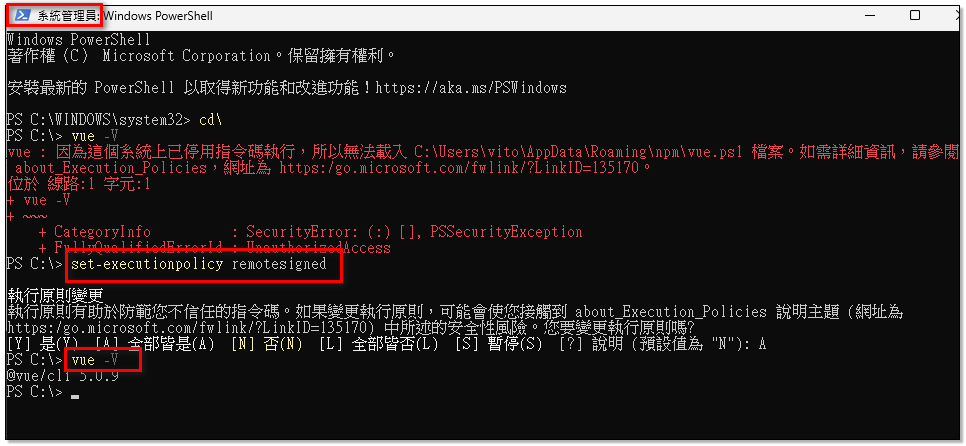 系統管理員: Windows PowerShell
Windows PowerShell
著作權 (C) Microsoft Corporation。保留擁有權利。
安裝最新的 PowerShell 以取得新功能和改進功能！https://aka.ms/PSWindows
PS C:\WINDOWS\system32> cd\
PS C:\> vue -V
vue : 因為這個系統上已停用指令碼執行，所以無法載入 C:\Users\vito\AppData\Roaming\npm\vue.ps1 檔案。如需詳細資訊，請參閱
about_Execution_Policies，網址為 https:/go.microsoft.com/fwlink/?LinkID=135170。
位於 線路:1 字元:1
+ vue -V
+ ~~~
+ CategoryInfo : SecurityError: (:) [], PSSecurityException
+ FullyQualifiedErrorId : UnauthorizedAccess
PS C:\> set-executionpolicy remotesigned
執行原則變更
執行原則有助於防範您不信任的指令碼。如果變更執行原則，可能會使您接觸到 about_Execution_Policies 說明主題 (網址為
https:/go.microsoft.com/fwlink/?LinkID=135170) 中所述的安全性風險。您要變更執行原則嗎?
[Y] 是(Y) [A] 全部皆是(A) [N] 否(N) [L] 全部皆否(L) [S] 暫停(S) [?] 說明 (預設值為 "N"): A
PS C:\> vue -V
@vue/cli 5.0.9
PS C:\>